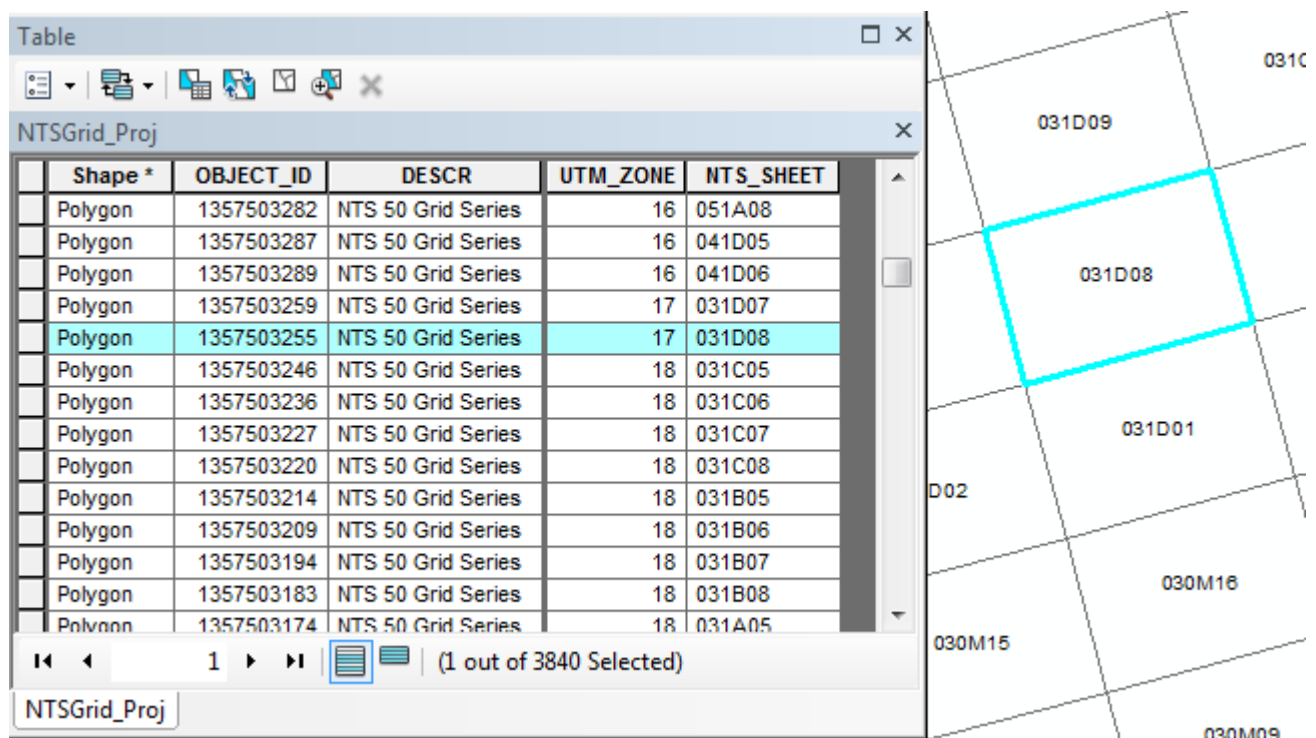 Table
NTSGrid_Proj
Shape * OBJECT_ID DESCR UTM_ZONE NTS_SHEET
Polygon 1357503282 NTS 50 Grid Series 16 051A08
Polygon 1357503287 NTS 50 Grid Series 16 041D05
Polygon 1357503289 NTS 50 Grid Series 16 041D06
Polygon 1357503259 NTS 50 Grid Series 17 031D07
Polygon 1357503255 NTS 50 Grid Series 17 031D08
Polygon 1357503246 NTS 50 Grid Series 18 031C05
Polygon 1357503236 NTS 50 Grid Series 18 031C06
Polygon 1357503227 NTS 50 Grid Series 18 031C07
Polygon 1357503220 NTS 50 Grid Series 18 031C08
Polygon 1357503214 NTS 50 Grid Series 18 031B05
Polygon 1357503209 NTS 50 Grid Series 18 031B06
Polygon 1357503194 NTS 50 Grid Series 18 031B07
Polygon 1357503183 NTS 50 Grid Series 18 031B08
Polygon 1357503174 NTS 50 Grid Series 18 031A05
1 (1 out of 3840 Selected)
NTSGrid_Proj
031C
031D09
031D08
031D01
D02
030M16
030M15
030M09